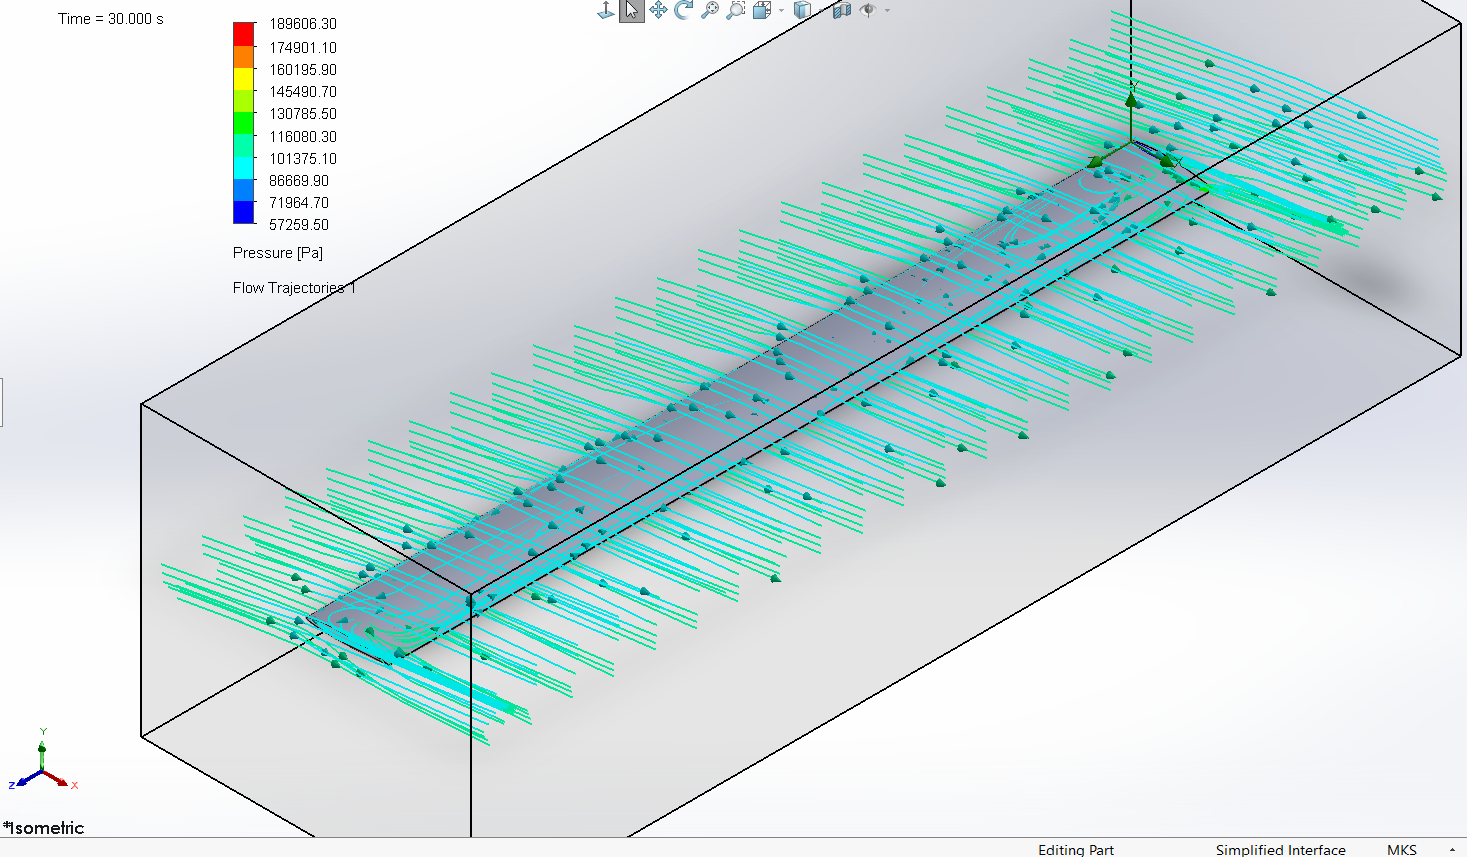 Time = 30.000 s
189606.30
174901.10
160195.90
145490.70
130785.50
116080.30
101375.10
86669.90
71964.70
57259.50
Pressure [Pa]
Flow Trajectories 1
Y
X
Y
Z
X
*Isometric
Editing Part
Simplified Interface
MKS